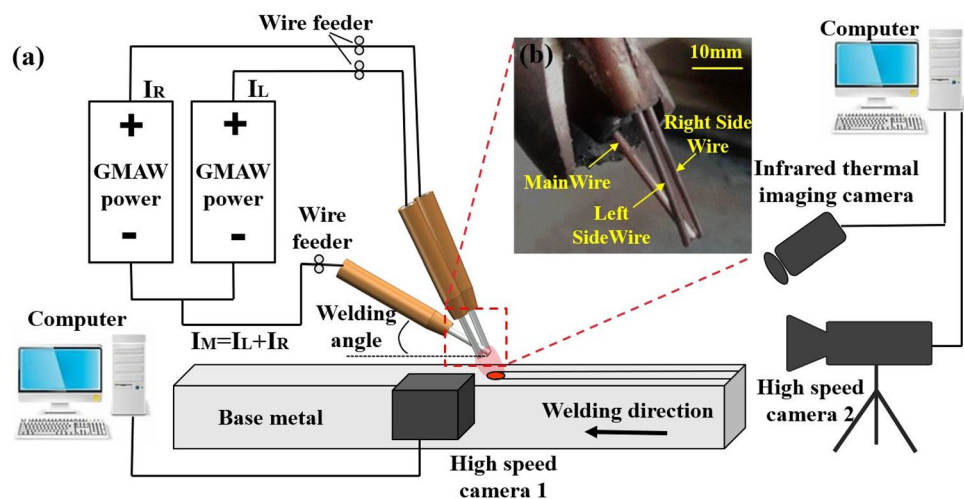 (a)
Wire feeder
IR
IL
+
+
GMAW
power
GMAW
power
-
-
Wire
feeder
Welding
angle
IM=IL+IR
Computer
Base metal
High speed
camera 1
Welding direction
(b)
10mm
Right Side
Wire
MainWire
Left
SideWire
Computer
Infrared thermal
imaging camera
High speed
camera 2